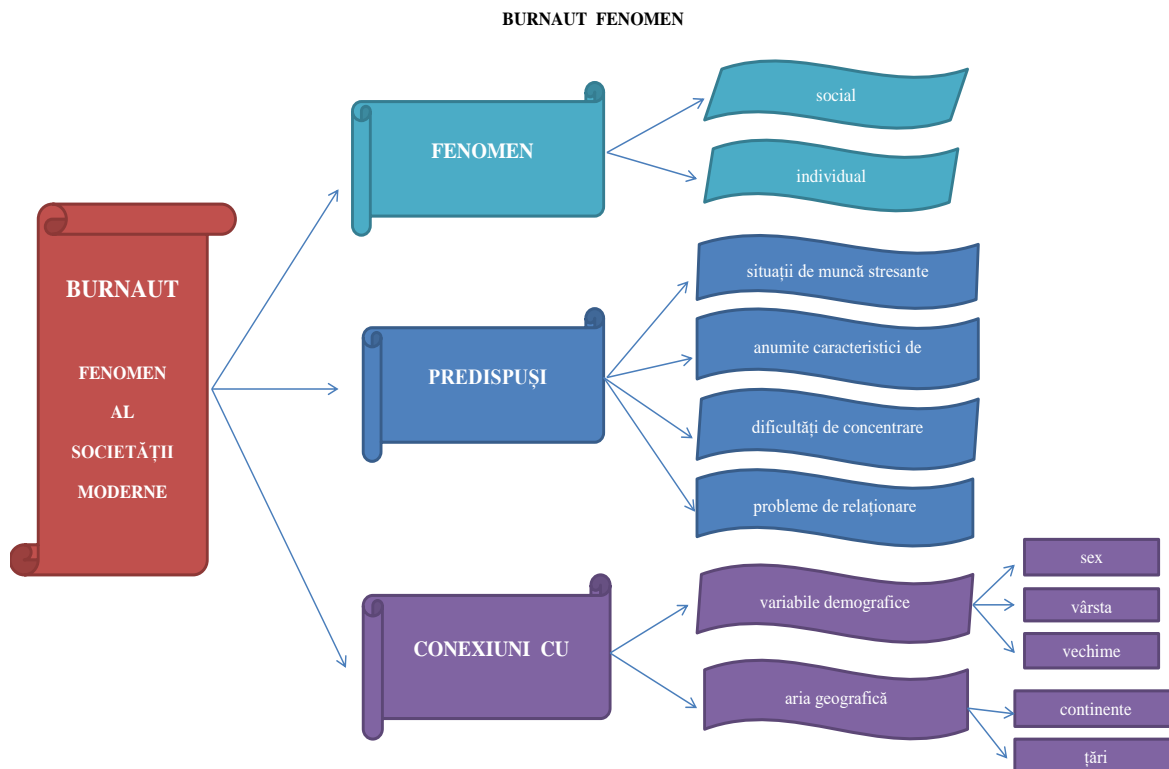 BURNAUT FENOMEN
BURNAUT
FENOMEN
AL
SOCIETĂȚII
MODERNE
FENOMEN
social
individual
PREDISPUȘI
situații de muncă stresante
anumite caracteristici de
dificultăți de concentrare
probleme de relaționare
CONEXIUNI CU
variabile demografice
sex
vârsta
vechime
aria geografică
continente
țări